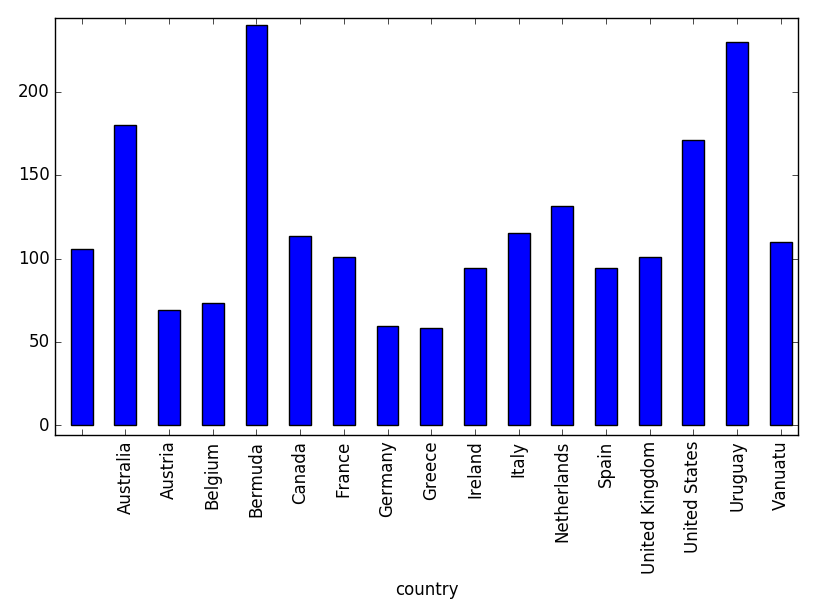 200
150
100
50
0
Australia
Austria
Belgium
Bermuda
Canada
France
Germany
Greece
Ireland
Italy
Netherlands
Spain
United Kingdom
United States
Uruguay
Vanuatu
country